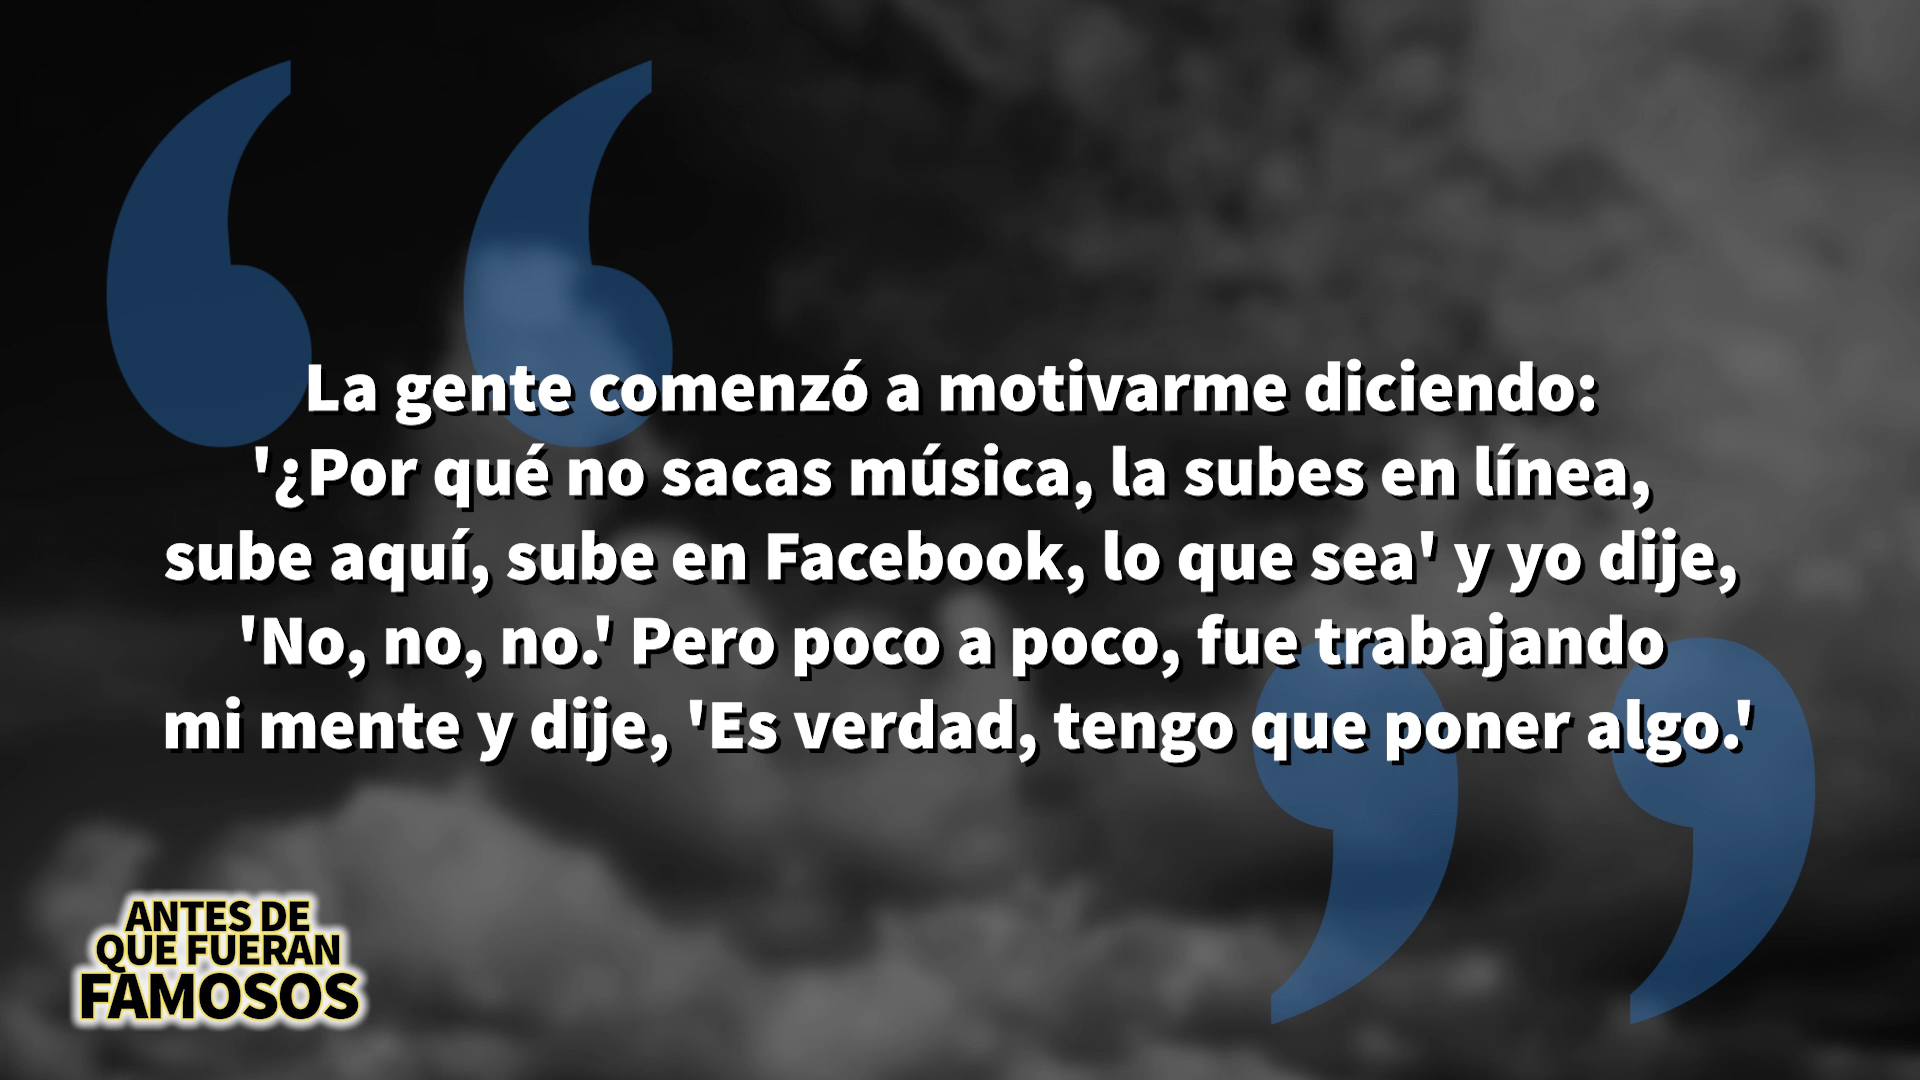 La gente comenzó a motivarme diciendo:
'¿Por qué no sacas música, la subes en línea,
sube aquí, sube en Facebook, lo que sea' y yo dije,
'No, no, no.' Pero poco a poco, fue trabajando
mi mente y dije, 'Es verdad, tengo que poner algo.'
ANTES DE
QUE FUERAN
FAMOSOS